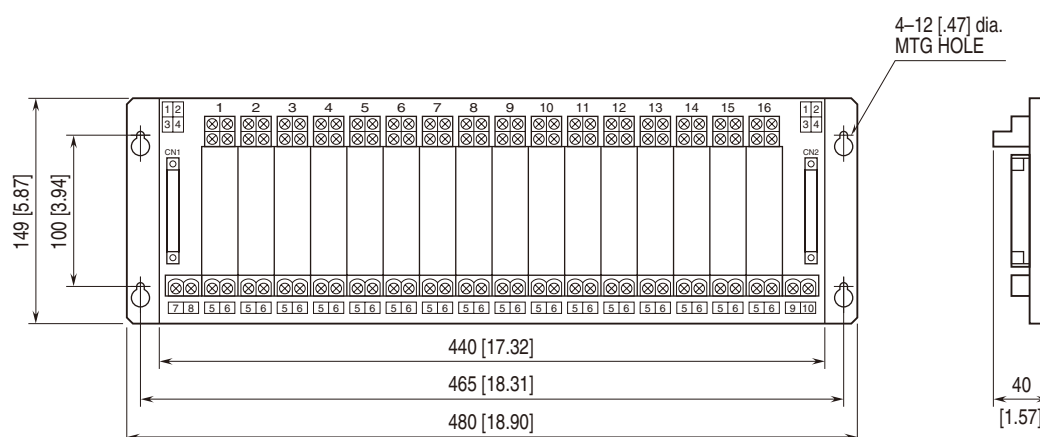 4–12 [.47] dia.
MTG HOLE
1 2
3 4
1 2 3 4 5 6 7 8 9 10 11 12 13 14 15 16
1 2
3 4
CN1
CN2
149 [5.87]
100 [3.94]
7 8 5 6 5 6 5 6 5 6 5 6 5 6 5 6 5 6 5 6 5 6 5 6 5 6 5 6 5 6 5 6 5 6 9 10
440 [17.32]
465 [18.31]
480 [18.90]
40
[1.57]